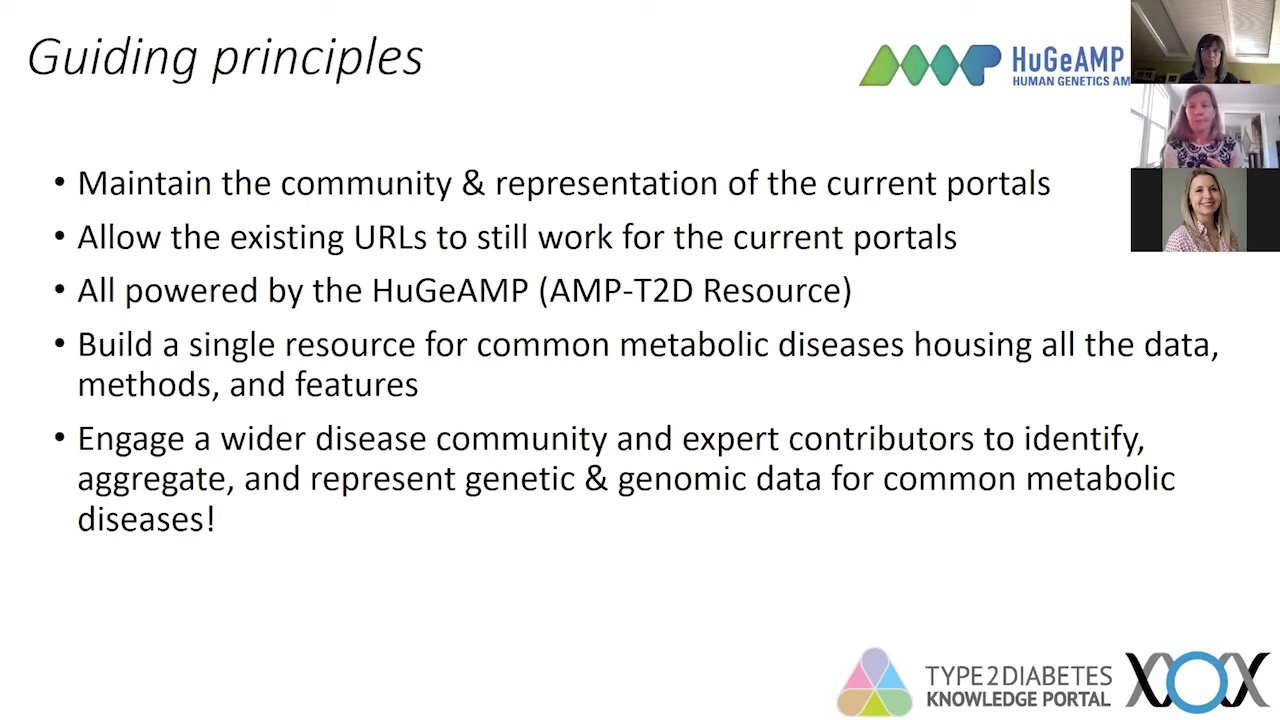 Guiding principles
HuGeAMP
HUMAN GENETICS AM
• Maintain the community & representation of the current portals
• Allow the existing URLs to still work for the current portals
• All powered by the HuGeAMP (AMP-T2D Resource)
• Build a single resource for common metabolic diseases housing all the data,
methods, and features
• Engage a wider disease community and expert contributors to identify,
aggregate, and represent genetic & genomic data for common metabolic
diseases!
TYPE2DIABETES
KNOWLEDGE PORTAL